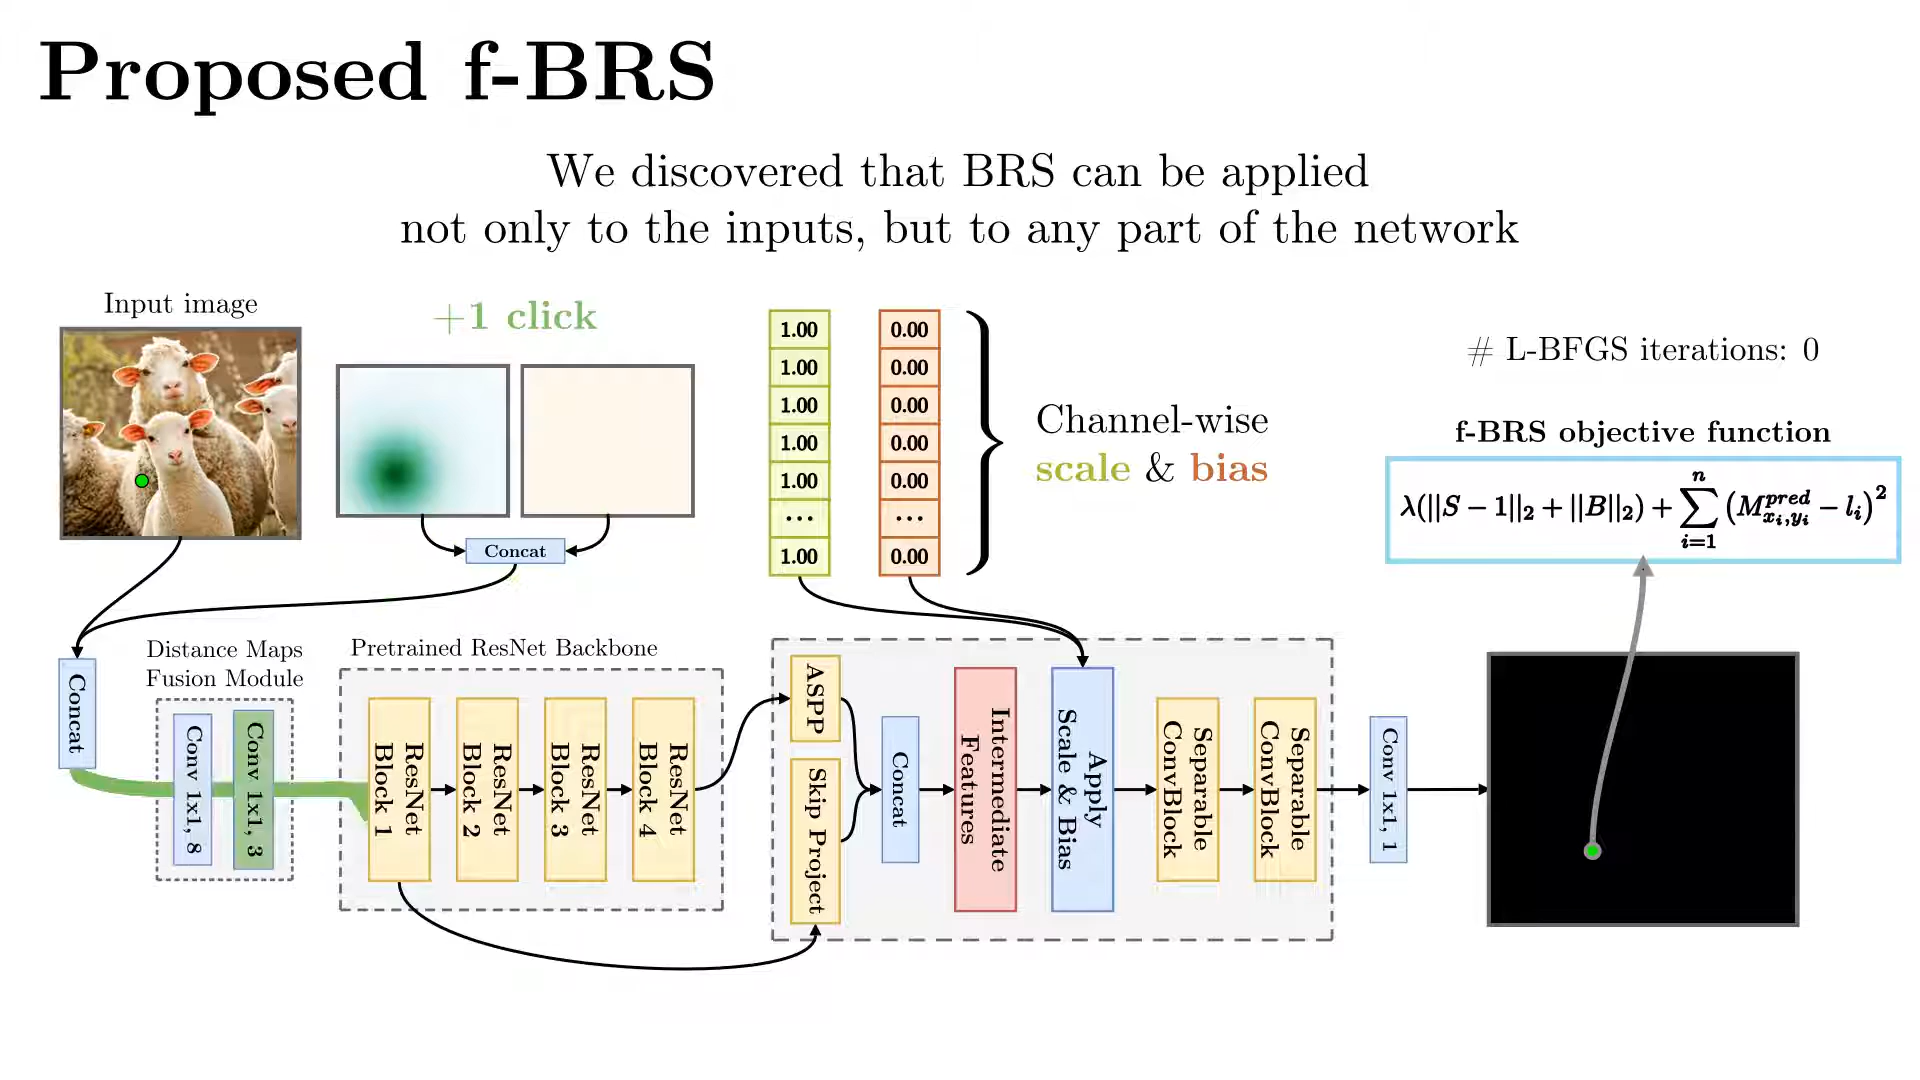 Proposed f-BRS
We discovered that BRS can be applied
not only to the inputs, but to any part of the network
Input image
+1 click
Concat
1.00
1.00
1.00
1.00
1.00
...
1.00
0.00
0.00
0.00
0.00
0.00
...
0.00
Channel-wise
scale & bias
# L-BFGS iterations: 0
f-BRS objective function
λ(||S − 1||₂ + ||B||₂) + ∑ᵢ₌₁ⁿ (M^{pred}_{xᵢ,yᵢ} − lᵢ)²
Concat
Distance Maps
Fusion Module
Conv 1x1, 8
Conv 1x1, 3
Pretrained ResNet Backbone
ResNet
Block 1
ResNet
Block 2
ResNet
Block 3
ResNet
Block 4
ASPP
Skip Project
Concat
Intermediate
Features
Apply
Scale & Bias
Separable
ConvBlock
Separable
ConvBlock
Conv 1x1, 1